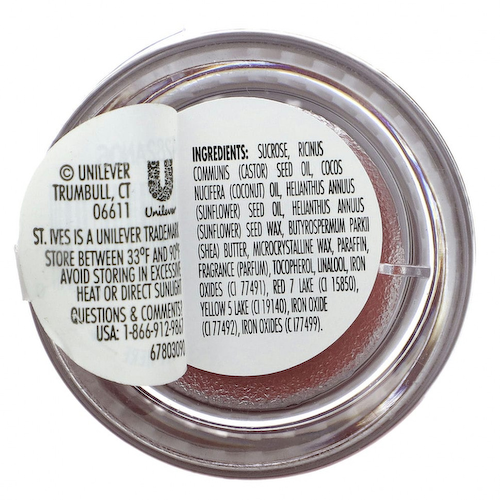 © UNILEVER
TRUMBULL, CT
06611
Unilever
ST. IVES IS A UNILEVER TRADEMARK
STORE BETWEEN 33°F AND 90°
AVOID STORING IN EXCESSIVE
HEAT OR DIRECT SUNLIGHT
QUESTIONS & COMMENTS
USA: 1-866-912-9867
67803090
INGREDIENTS: SUCROSE, RICINUS
COMMUNIS (CASTOR) SEED OIL, COCOS
NUCIFERA (COCONUT) OIL, HELIANTHUS ANNUUS
(SUNFLOWER) SEED OIL, HELIANTHUS ANNUUS
(SUNFLOWER) SEED WAX, BUTYROSPERMUM PARKII
(SHEA) BUTTER, MICROCRYSTALLINE WAX, PARAFFIN,
FRAGRANCE (PARFUM), TOCOPHEROL, LINALOOL, IRON
OXIDES (CI 77491), RED 7 LAKE (CI 15850),
YELLOW 5 LAKE (CI 19140), IRON OXIDE
(CI 77492), IRON OXIDES (CI 77499).